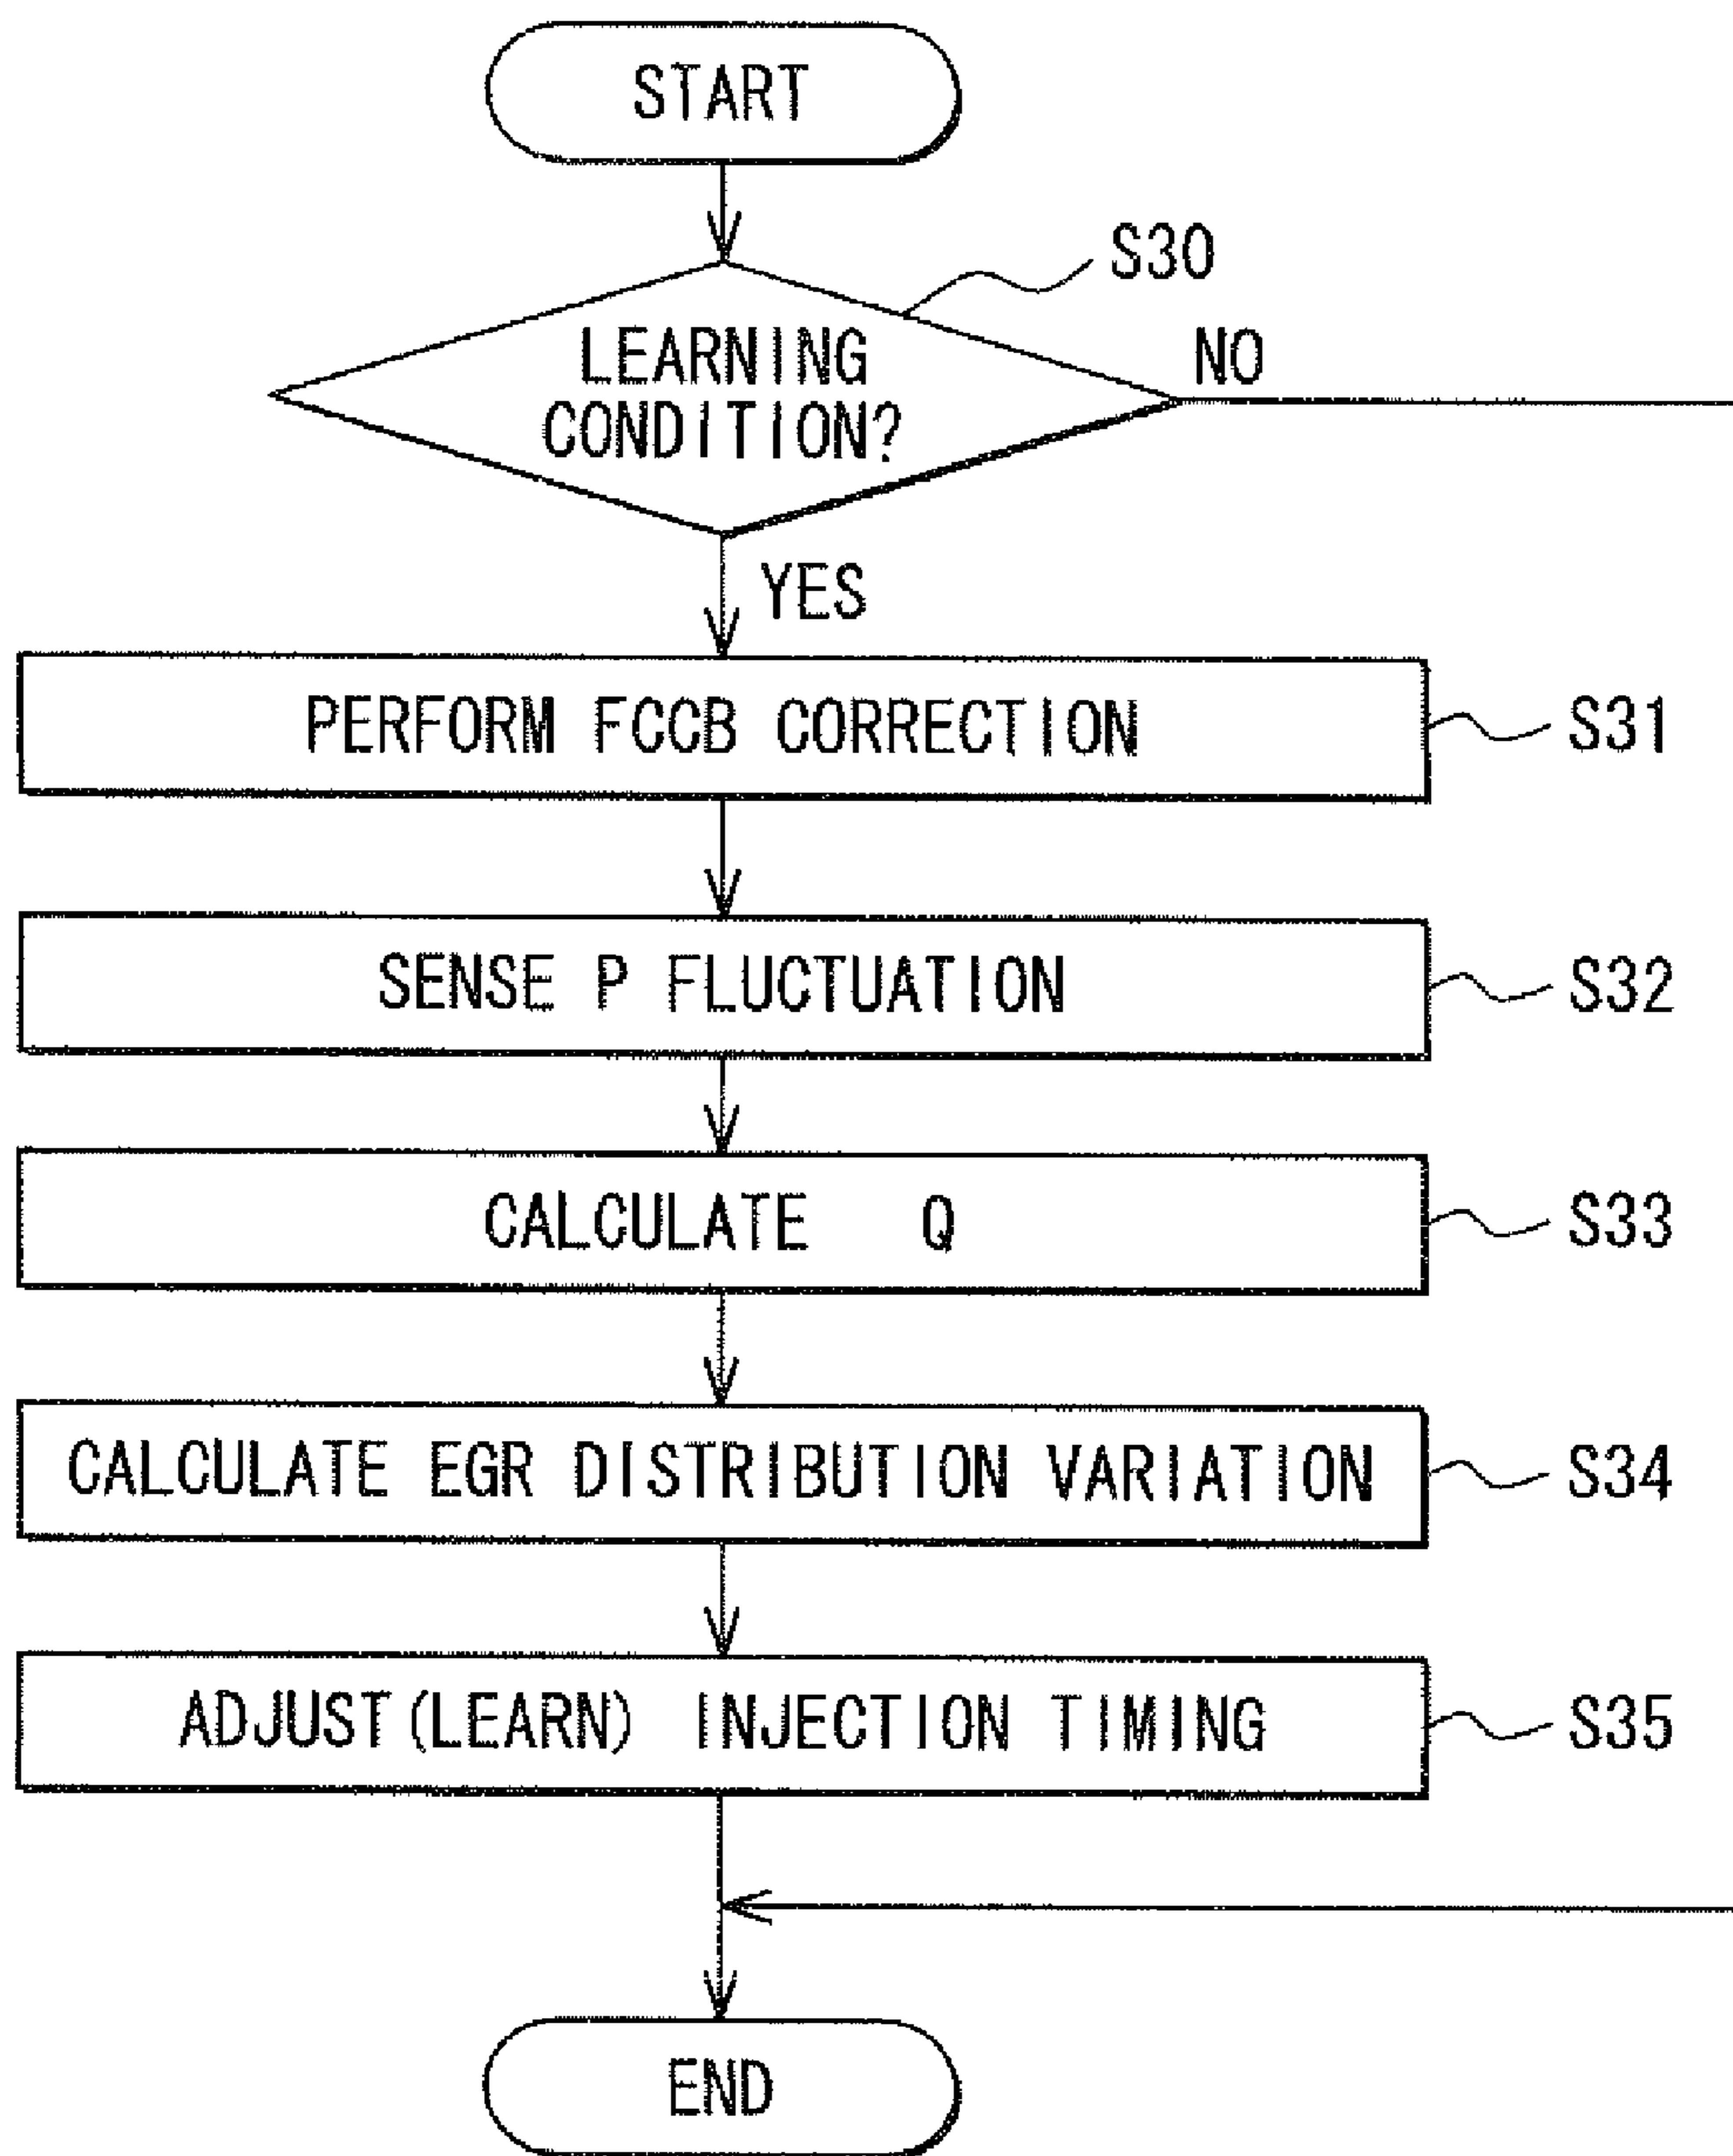 START
S30
LEARNING
CONDITION?
NO
YES
PERFORM FCCB CORRECTION
S31
SENSE P FLUCTUATION
S32
CALCULATE Q
S33
CALCULATE EGR DISTRIBUTION VARIATION
S34
ADJUST(LEARN) INJECTION TIMING
S35
END